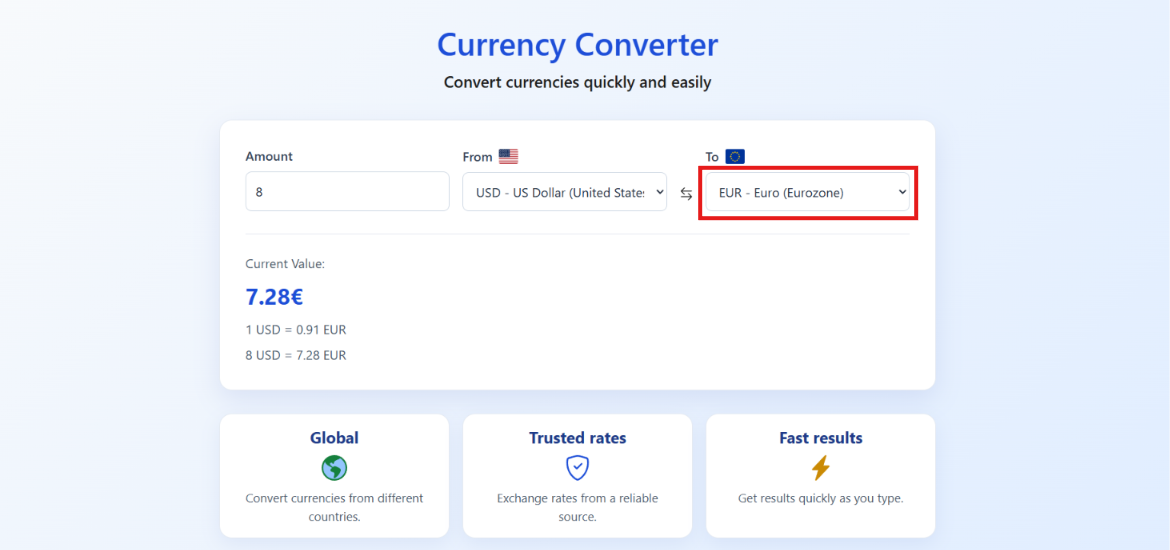 Currency Converter
Convert currencies quickly and easily
Amount
From
To
8
USD - US Dollar (United States
EUR - Euro (Eurozone)
Current Value:
7.28€
1 USD = 0.91 EUR
8 USD = 7.28 EUR
Global
Convert currencies from different
countries.
Trusted rates
Exchange rates from a reliable
source.
Fast results
Get results quickly as you type.